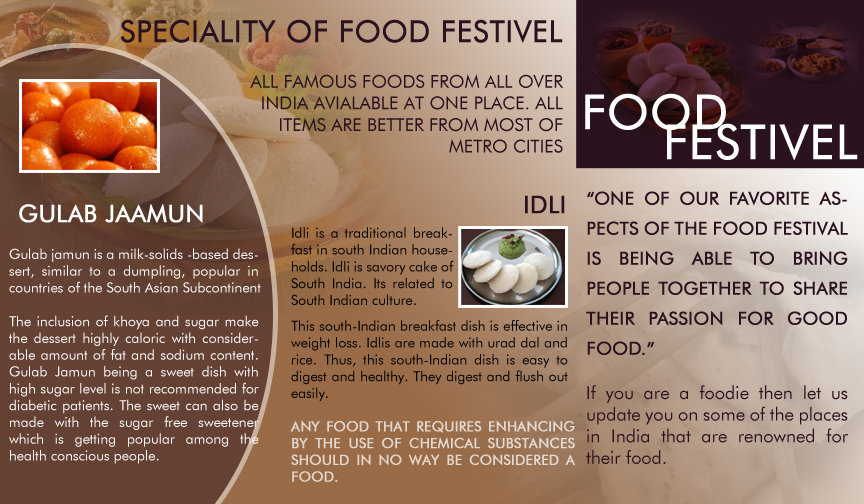 SPECIALITY OF FOOD FESTIVEL
ALL FAMOUS FOODS FROM ALL OVER
INDIA AVIALABLE AT ONE PLACE. ALL
ITEMS ARE BETTER FROM MOST OF
METRO CITIES
GULAB JAAMUN
Gulab jamun is a milk-solids -based des-
sert, similar to a dumpling, popular in
countries of the South Asian Subcontinent
The inclusion of khoya and sugar make
the dessert highly caloric with consider-
able amount of fat and sodium content.
Gulab Jamun being a sweet dish with
high sugar level is not recommended for
diabetic patients. The sweet can also be
made with the sugar free sweetener
which is getting popular among the
health conscious people.
IDLI
Idli is a traditional break-
fast in south Indian house-
holds. Idli is savory cake of
South India. Its related to
South Indian culture.
This south-Indian breakfast dish is effective in
weight loss. Idlis are made with urad dal and
rice. Thus, this south-Indian dish is easy to
digest and healthy. They digest and flush out
easily.
ANY FOOD THAT REQUIRES ENHANCING
BY THE USE OF CHEMICAL SUBSTANCES
SHOULD IN NO WAY BE CONSIDERED A
FOOD.
FOOD
FESTIVEL
“ONE OF OUR FAVORITE AS-
PECTS OF THE FOOD FESTIVAL
IS BEING ABLE TO BRING
PEOPLE TOGETHER TO SHARE
THEIR PASSION FOR GOOD
FOOD.”
If you are a foodie then let us
update you on some of the places
in India that are renowned for
their food.